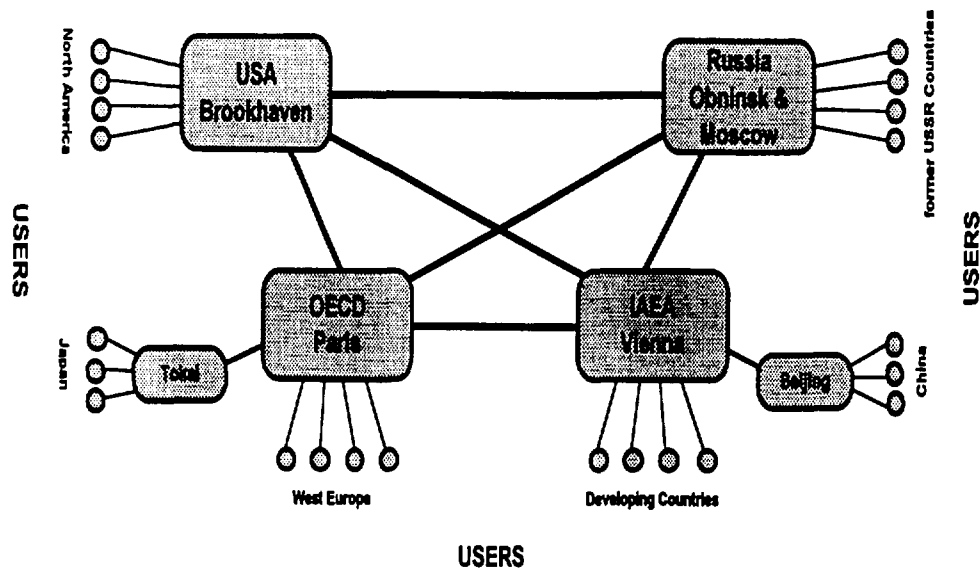 North America
USA
Brookhaven
Russia
Obninsk &
Moscow
former USSR Countries
USERS
USERS
OECD
Paris
IAEA
Vienna
Japan
Tokai
Beijing
China
West Europe
Developing Countries
USERS